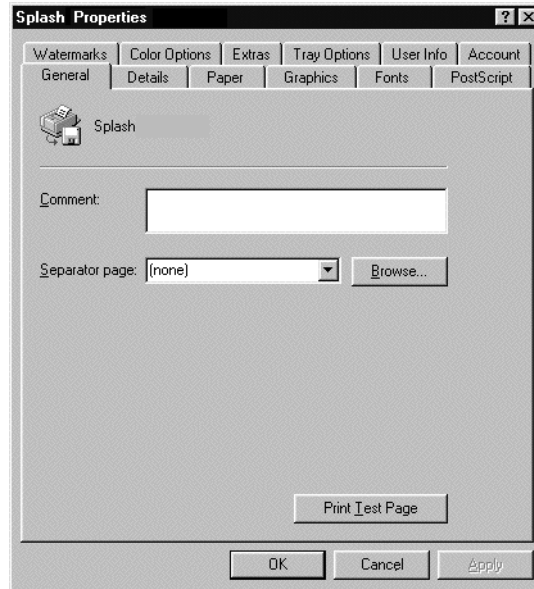 Splash Properties
Watermarks Color Options Extras Tray Options User Info Account
General Details Paper Graphics Fonts PostScript
Splash
Comment:
Separator page: (none) Browse...
Print Test Page
OK Cancel Apply